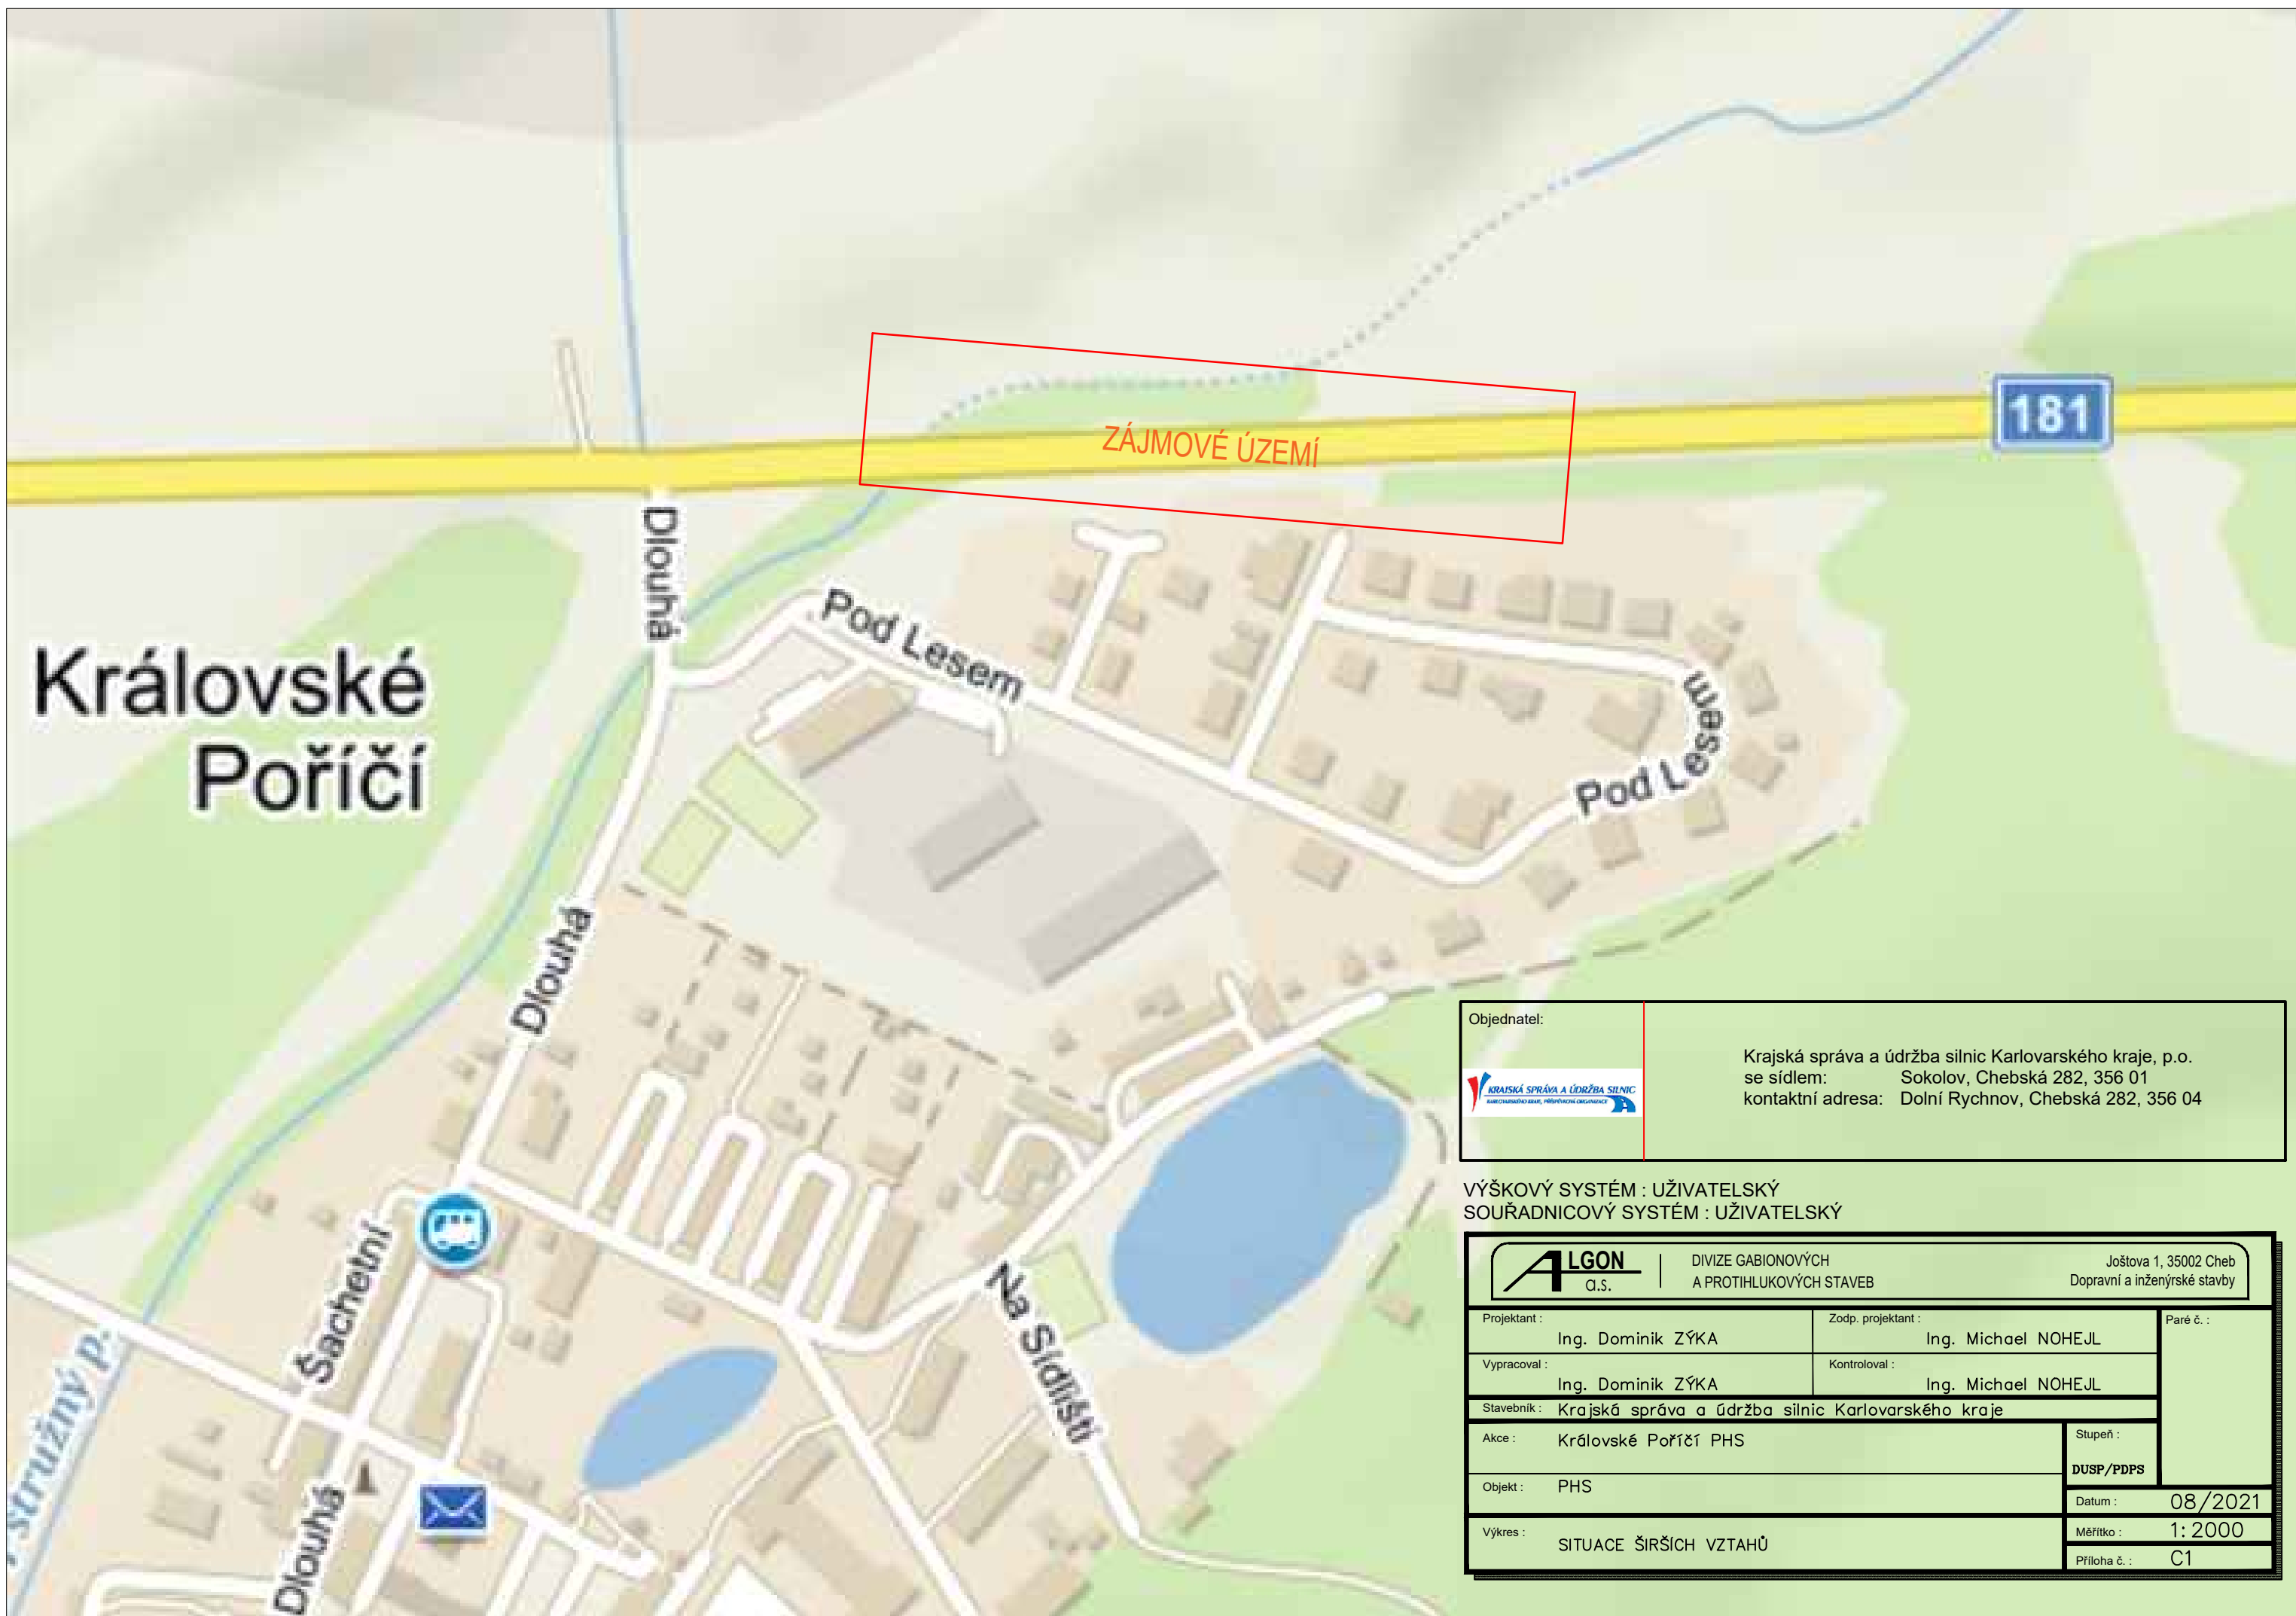 181
ZÁJMOVÉ ÚZEMÍ
Dlouhá
Pod Lesem
Královské
Poříčí
Pod Lesem
Dlouhá
Šachetní
Na Sídlišti
stružný p.
Dlouhá
Objednatel:
KRAJSKÁ SPRÁVA A ÚDRŽBA SILNIC
KARLOVARSKÉHO KRAJE, PŘÍSPĚVKOVÁ ORGANIZACE
Krajská správa a údržba silnic Karlovarského kraje, p.o.
se sídlem: Sokolov, Chebská 282, 356 01
kontaktní adresa: Dolní Rychnov, Chebská 282, 356 04
VÝŠKOVÝ SYSTÉM : UŽIVATELSKÝ
SOUŘADNICOVÝ SYSTÉM : UŽIVATELSKÝ
ALGON a.s.
DIVIZE GABIONOVÝCH
A PROTIHLUKOVÝCH STAVEB
Joštova 1, 35002 Cheb
Dopravní a inženýrské stavby
Projektant : Ing. Dominik ZÝKA
Zodp. projektant : Ing. Michael NOHEJL
Paré č. :
Vypracoval : Ing. Dominik ZÝKA
Kontroloval : Ing. Michael NOHEJL
Stavebník : Krajská správa a údržba silnic Karlovarského kraje
Akce : Královské Poříčí PHS
Stupeň :
DUSP/PDPS
Objekt : PHS
Datum : 08/2021
Výkres : SITUACE ŠIRŠÍCH VZTAHŮ
Měřítko : 1:2000
Příloha č. : C1